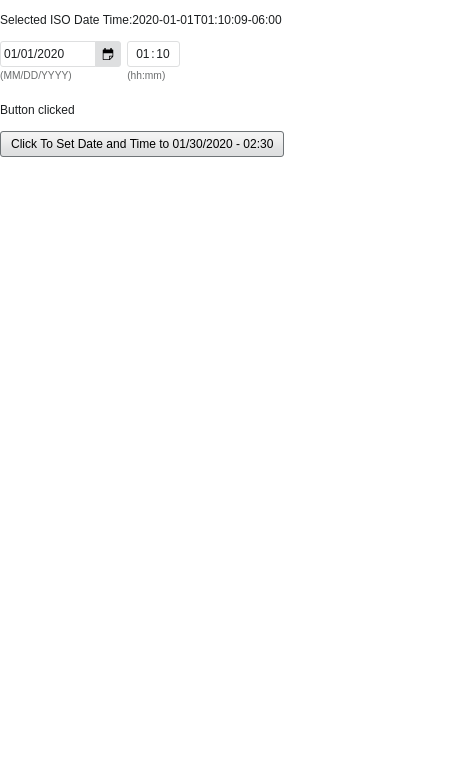 Selected ISO Date Time:2020-01-01T01:10:09-06:00
01/01/2020 01:10
(MM/DD/YYYY) (hh:mm)
Button clicked
Click To Set Date and Time to 01/30/2020 - 02:30